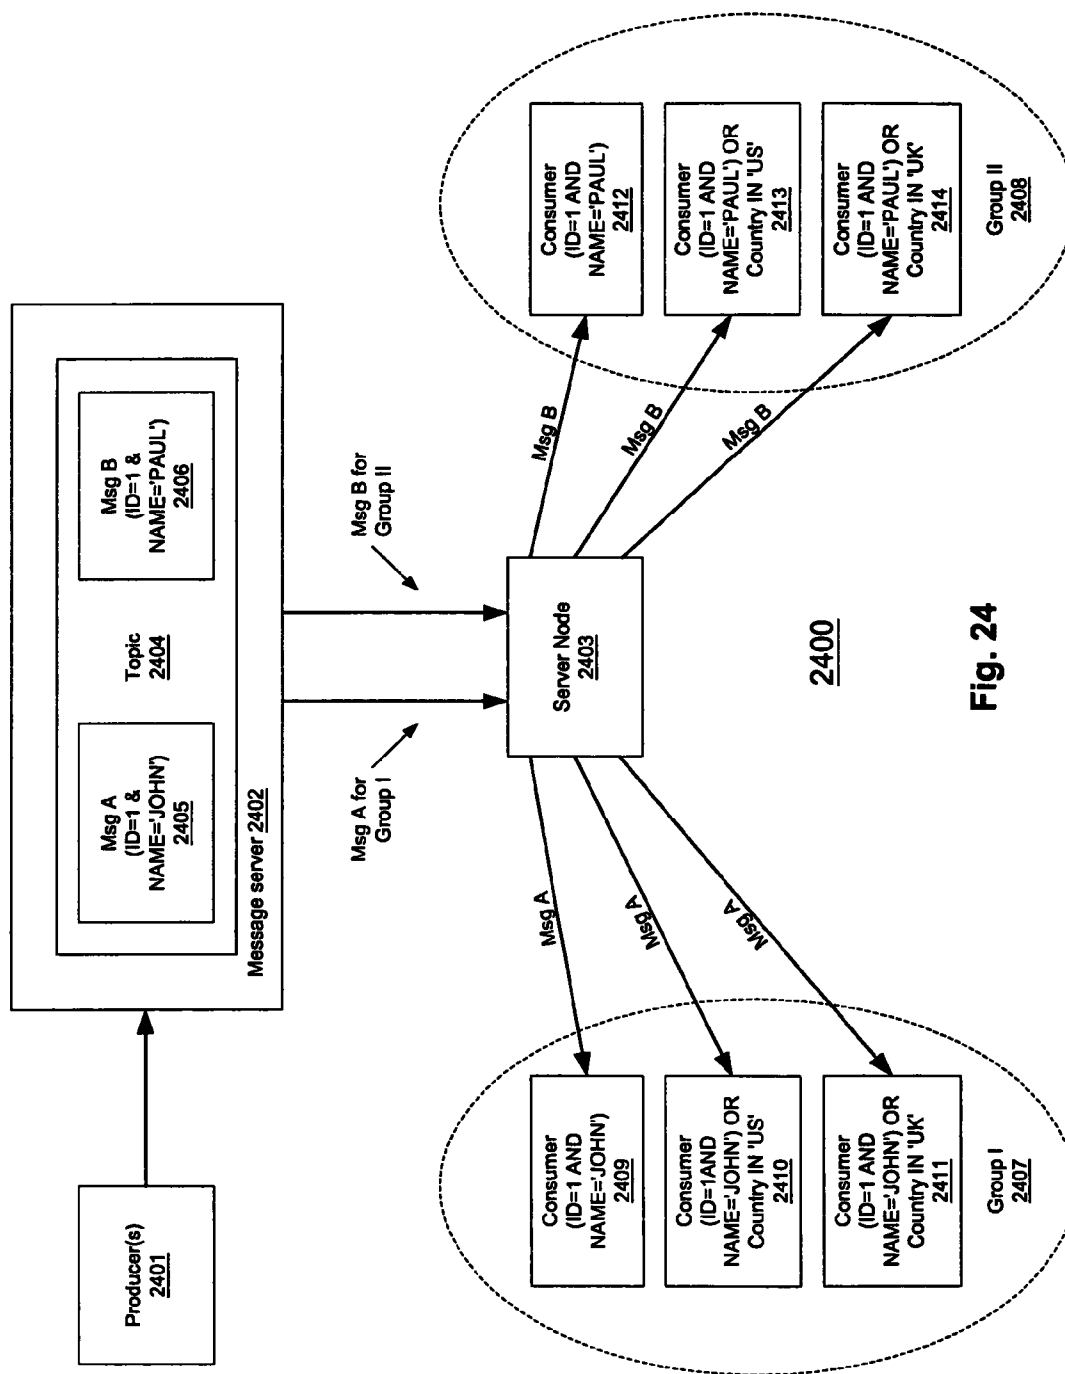 Producer(s)
2401
Msg A
(ID=1 &
NAME='JOHN')
2405
Topic
2404
Msg B
(ID=1 &
NAME='PAUL')
2406
Message server 2402
Msg A for
Group I
Msg B for
Group II
Server Node
2403
Msg A
Msg A
Msg A
Msg B
Msg B
Msg B
Consumer
(ID=1 AND
NAME='JOHN')
2409
Consumer
(ID=1AND
NAME='JOHN') OR
Country IN 'US'
2410
Consumer
(ID=1 AND
NAME='JOHN') OR
Country IN 'UK'
2411
Group I
2407
Consumer
(ID=1 AND
NAME='PAUL')
2412
Consumer
(ID=1 AND
NAME='PAUL') OR
Country IN 'US'
2413
Consumer
(ID=1 AND
NAME='PAUL') OR
Country IN 'UK'
2414
Group II
2408
2400
Fig. 24